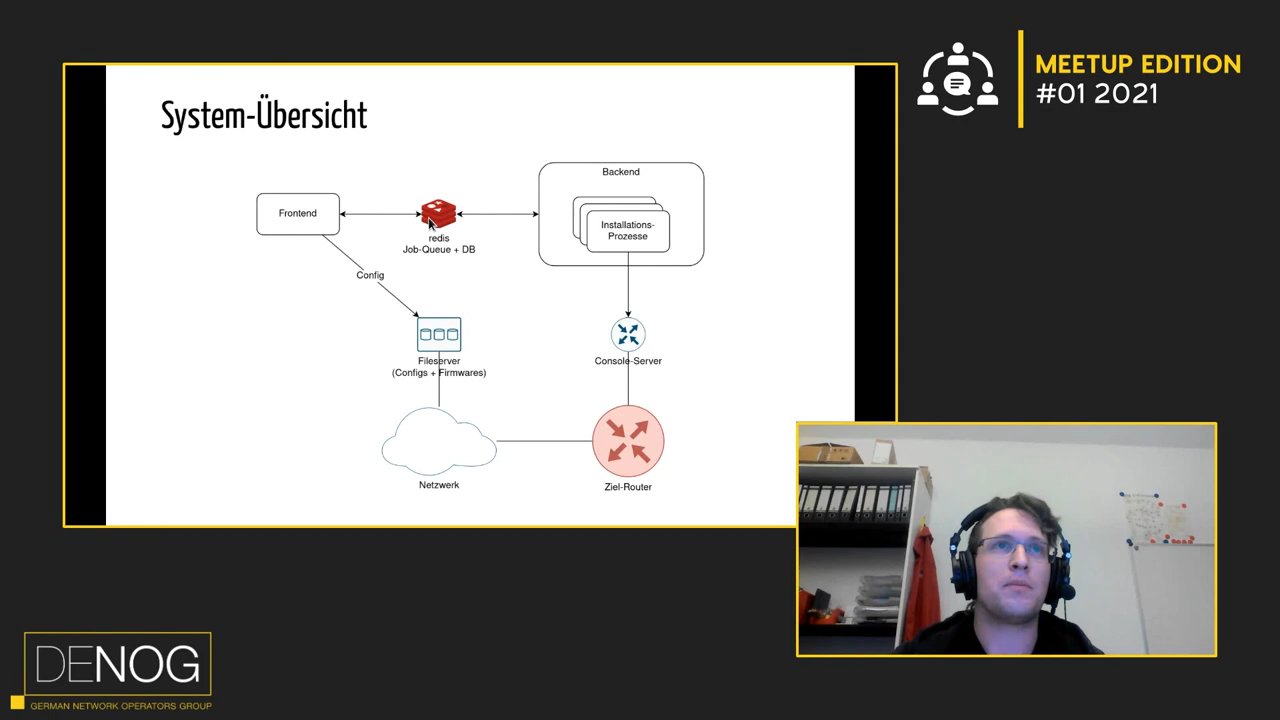 MEETUP EDITION
#01 2021
System-Übersicht
Backend
Frontend
Installations-
Prozesse
redis
Job-Queue + DB
Config
Fileserver
(Configs + Firmwares)
Console-Server
Netzwerk
Ziel-Router
DENOG
GERMAN NETWORK OPERATORS GROUP